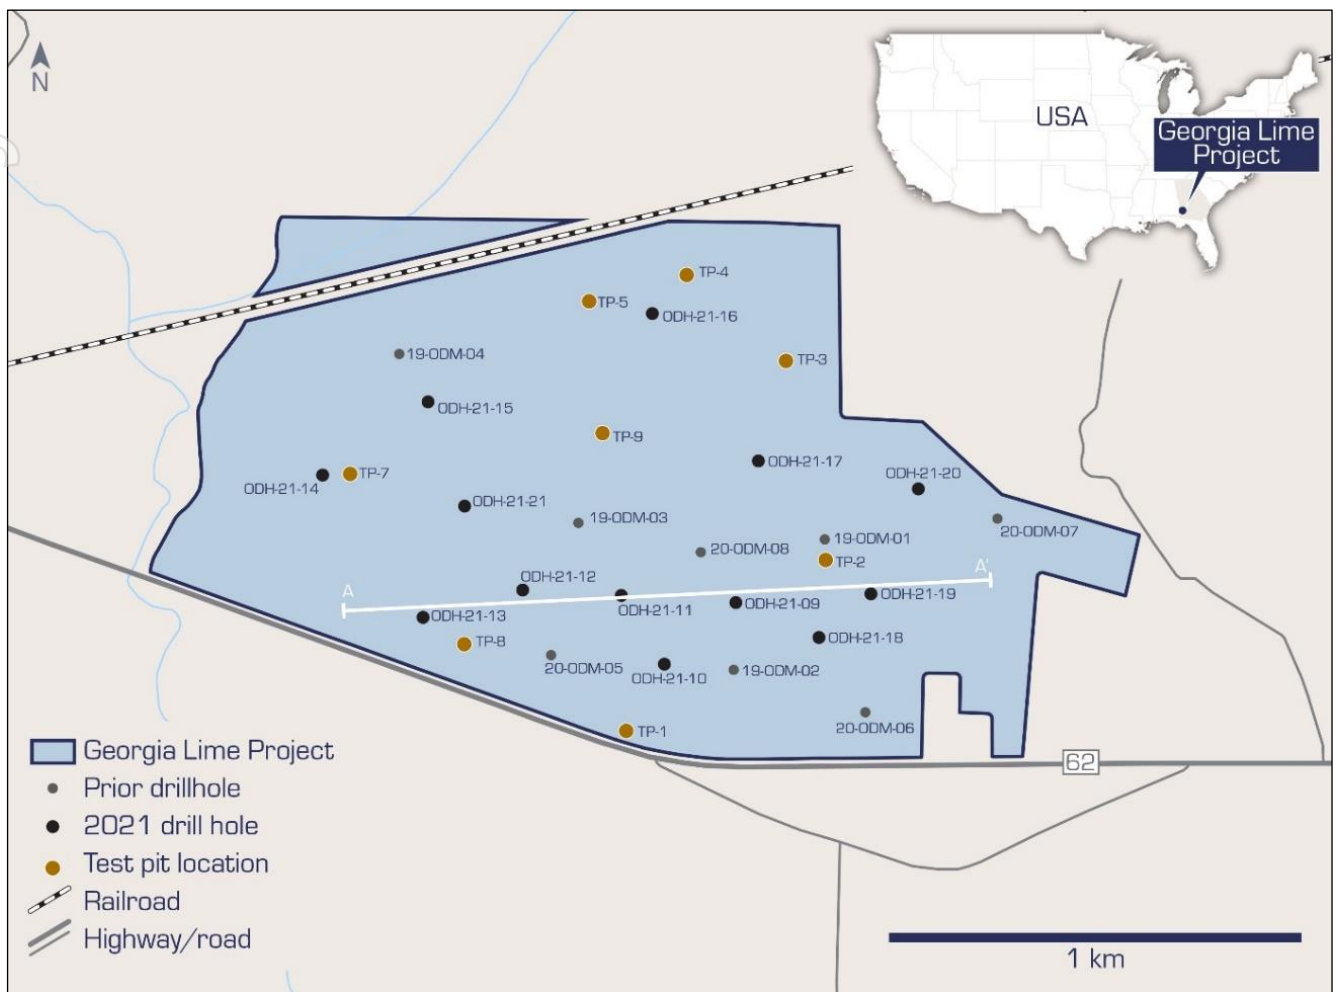 N
USA
Georgia Lime
Project
TP-4
TP-5
ODH-21-16
19-ODM-04
TP-3
ODH-21-15
TP-9
ODH-21-17
ODH-21-20
TP-7
ODH-21-14
ODH-21-21
19-ODM-03
20-ODM-07
19-ODM-01
20-ODM-08
TP-2
A
A'
ODH-21-12
ODH-21-11
ODH-21-09
ODH-21-19
ODH-21-13
TP-8
ODH-21-18
20-ODM-05
ODH-21-10
19-ODM-02
TP-1
20-ODM-06
62
Georgia Lime Project
Prior drillhole
2021 drill hole
Test pit location
Railroad
Highway/road
1 km